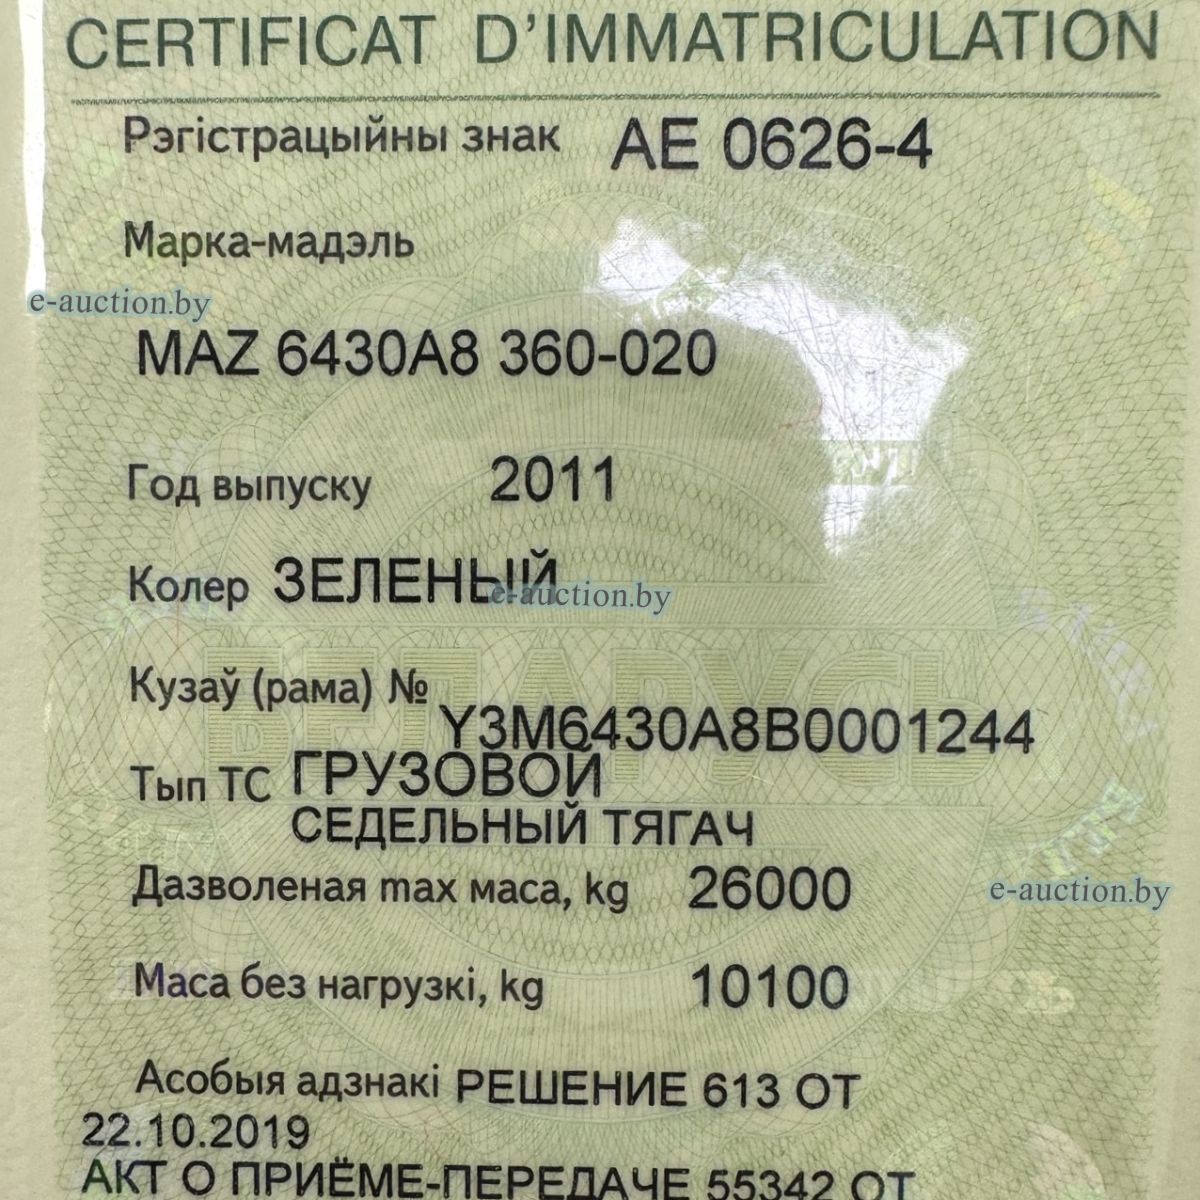 CERTIFICAT D'IMMATRICULATION
Рэгістрацыйны знак AE 0626-4
Марка-мадэль
e-auction.by
MAZ 6430A8 360-020
Год выпуску 2011
Колер ЗЕЛЕНЫЙ
e-auction.by
БЕЛАРУСЬ
Кузаў (рама) №
Y3M6430A8B0001244
Тып ТС ГРУЗОВОЙ
СЕДЕЛЬНЫЙ ТЯГАЧ
Дазволеная max маса, kg 26000
e-auction.by
Маса без нагрузкі, kg 10100
Асобыя адзнакі РЕШЕНИЕ 613 ОТ
22.10.2019
АКТ О ПРИЁМЕ-ПЕРЕДАЧЕ 55342 ОТ